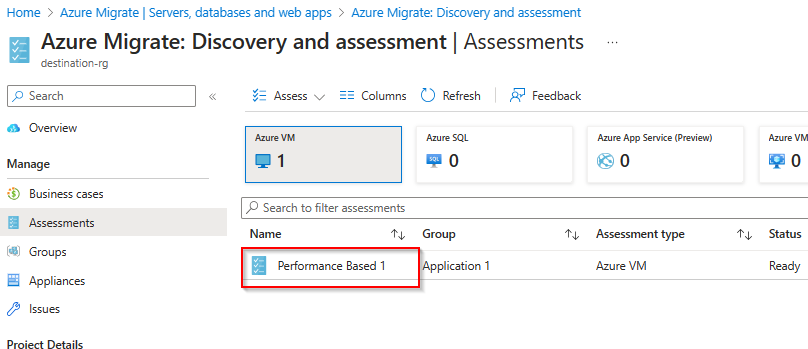 Home > Azure Migrate | Servers, databases and web apps > Azure Migrate: Discovery and assessment
Azure Migrate: Discovery and assessment | Assessments ...
destination-rg
Search «
Assess Columns Refresh Feedback
Overview
Manage
Business cases
Assessments
Groups
Appliances
Issues
Project Details
Azure VM
1
Azure SQL
0
Azure App Service (Preview)
0
Azure VM
Search to filter assessments
Name Group Assessment type Status
Performance Based 1 Application 1 Azure VM Ready